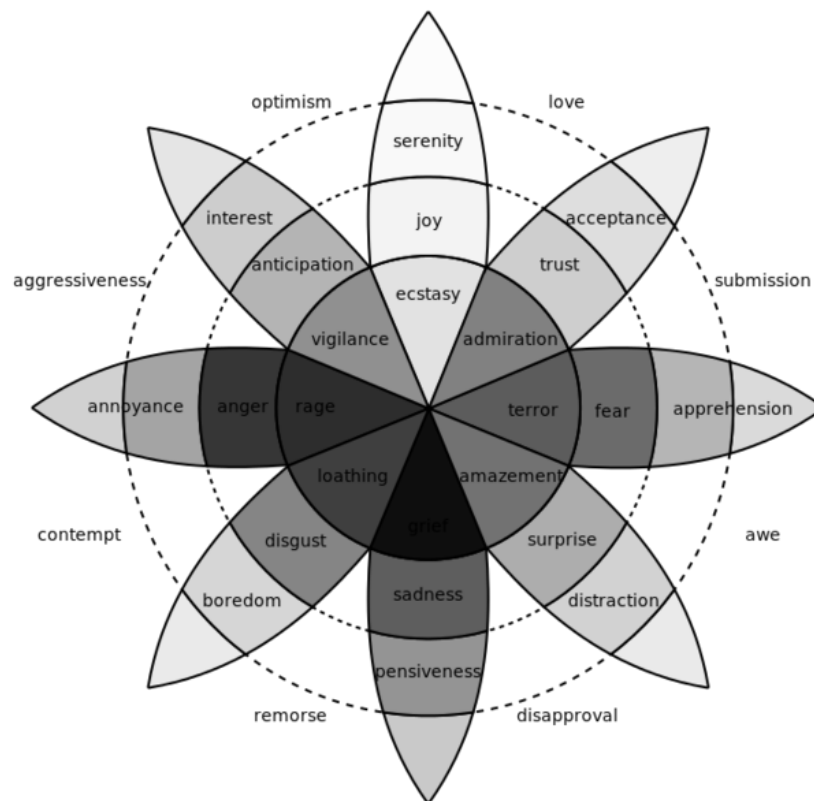 optimism
love
serenity
interest
joy
acceptance
anticipation
trust
aggressiveness
submission
ecstasy
vigilance
admiration
annoyance
anger
rage
terror
fear
apprehension
loathing
amazement
grief
contempt
disgust
surprise
awe
boredom
sadness
distraction
pensiveness
remorse
disapproval